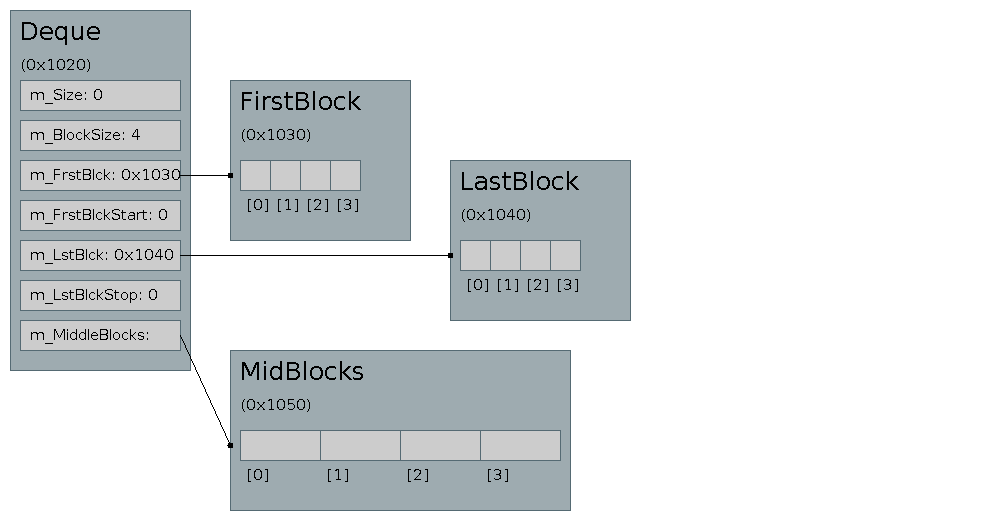 Deque
(0x1020)
m_Size: 0
m_BlockSize: 4
m_FrstBlck: 0x1030
m_FrstBlckStart: 0
m_LstBlck: 0x1040
m_LstBlckStop: 0
m_MiddleBlocks:
FirstBlock
(0x1030)
[0] [1] [2] [3]
LastBlock
(0x1040)
[0] [1] [2] [3]
MidBlocks
(0x1050)
[0] [1] [2] [3]